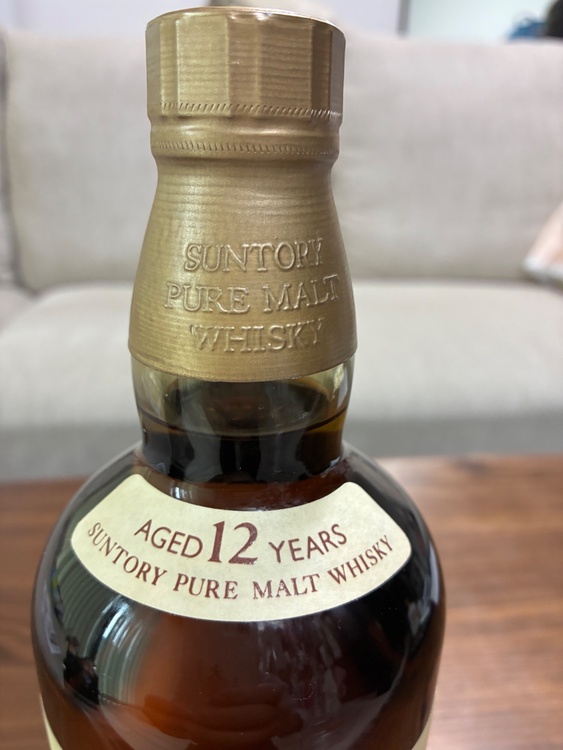 SUNTORY
PURE MALT
WHISKY
AGED 12 YEARS
SUNTORY PURE MALT WHISKY